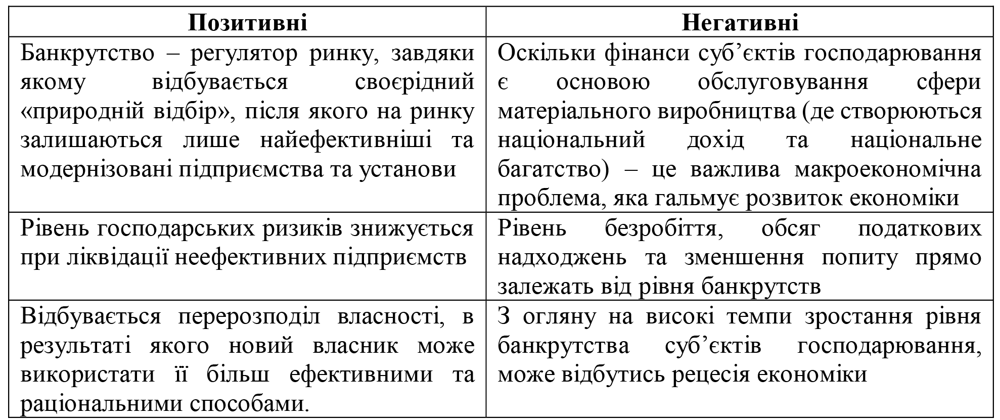 Позитивні
Негативні
Банкрутство – регулятор ринку, завдяки
якому відбувається своєрідний
«природній відбір», після якого на ринку
залишаються лише найефективніші та
модернізовані підприємства та установи
Оскільки фінанси суб’єктів господарювання
є основою обслуговування сфери
матеріального виробництва (де створюються
національний дохід та національне
багатство) – це важлива макроекономічна
проблема, яка гальмує розвиток економіки
Рівень господарських ризиків знижується
при ліквідації неефективних підприємств
Рівень безробіття, обсяг податкових
надходжень та зменшення попиту прямо
залежать від рівня банкрутств
Відбувається перерозподіл власності, в
результаті якого новий власник може
використати її більш ефективними та
раціональними способами.
З огляну на високі темпи зростання рівня
банкрутства суб’єктів господарювання,
може відбутись рецесія економіки